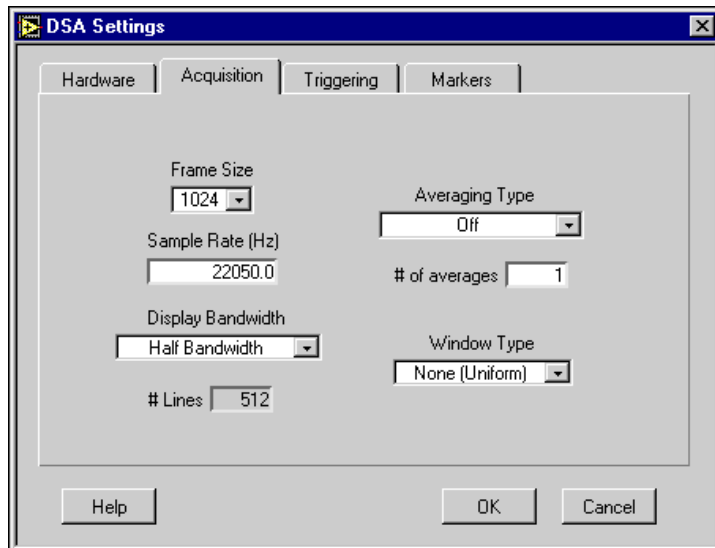 DSA Settings
Hardware
Acquisition
Triggering
Markers
Frame Size
1024
Sample Rate (Hz)
22050.0
Display Bandwidth
Half Bandwidth
# Lines 512
Averaging Type
Off
# of averages 1
Window Type
None (Uniform)
Help
OK
Cancel